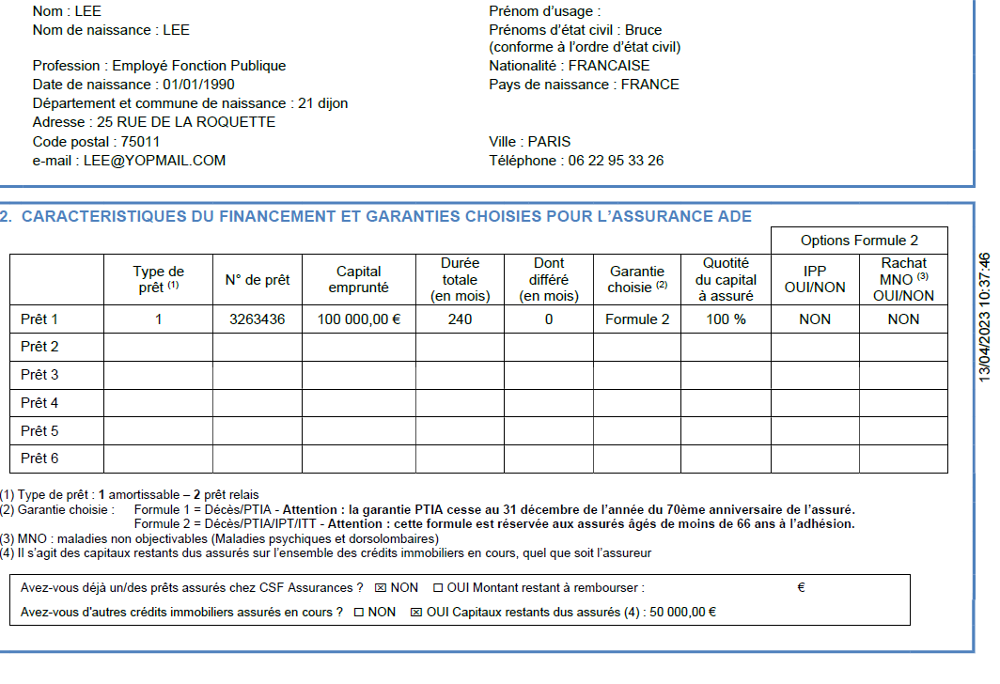 Nom : LEE
Prénom d'usage :
Nom de naissance : LEE
Prénoms d'état civil : Bruce
(conforme à l'ordre d'état civil)
Profession : Employé Fonction Publique
Nationalité : FRANCAISE
Date de naissance : 01/01/1990
Pays de naissance : FRANCE
Département et commune de naissance : 21 dijon
Adresse : 25 RUE DE LA ROQUETTE
Code postal : 75011
Ville : PARIS
e-mail : LEE@YOPMAIL.COM
Téléphone : 06 22 95 33 26
2. CARACTERISTIQUES DU FINANCEMENT ET GARANTIES CHOISIES POUR L'ASSURANCE ADE
Options Formule 2
Type de prêt (1) N° de prêt Capital emprunté Durée totale (en mois) Dont différé (en mois) Garantie choisie (2) Quotité du capital à assuré IPP OUI/NON Rachat MNO (3) OUI/NON
Prêt 1 1 3263436 100 000,00 € 240 0 Formule 2 100 % NON NON
Prêt 2
Prêt 3
Prêt 4
Prêt 5
Prêt 6
(1) Type de prêt : 1 amortissable – 2 prêt relais
(2) Garantie choisie : Formule 1 = Décès/PTIA - Attention : la garantie PTIA cesse au 31 décembre de l'année du 70ème anniversaire de l'assuré.
Formule 2 = Décès/PTIA/IPT/ITT - Attention : cette formule est réservée aux assurés âgés de moins de 66 ans à l'adhésion.
(3) MNO : maladies non objectivables (Maladies psychiques et dorsolombaires)
(4) Il s'agit des capitaux restants dus assurés sur l'ensemble des crédits immobiliers en cours, quel que soit l'assureur
Avez-vous déjà un/des prêts assurés chez CSF Assurances ? ☒ NON ☐ OUI Montant restant à rembourser : €
Avez-vous d'autres crédits immobiliers assurés en cours ? ☐ NON ☒ OUI Capitaux restants dus assurés (4) : 50 000,00 €
13/04/2023 10:37:46